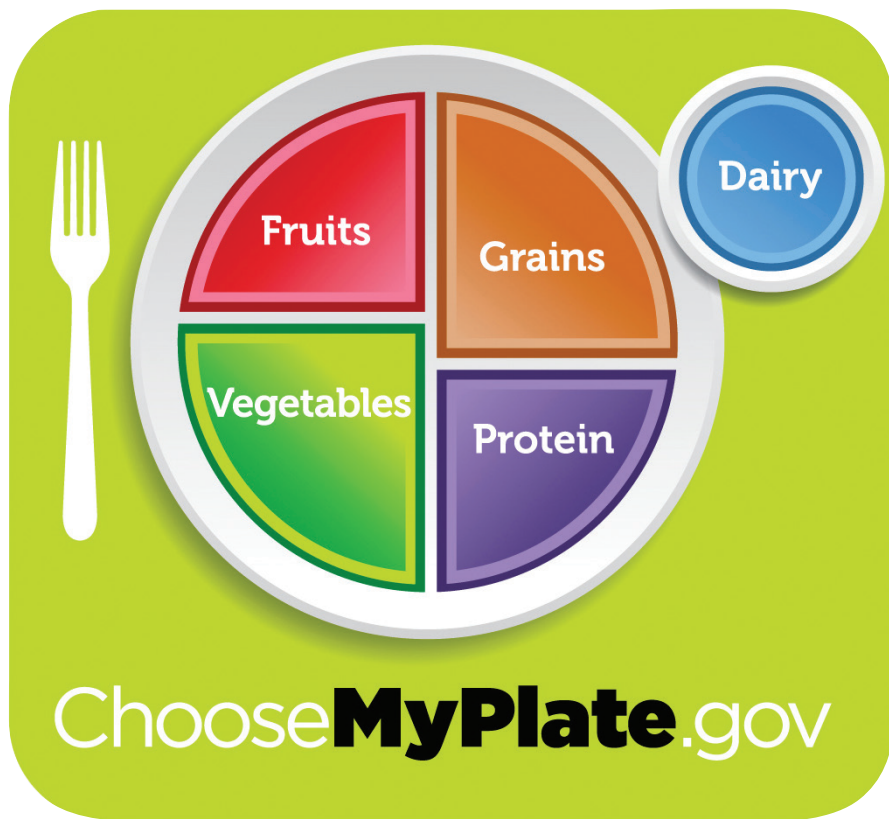 Fruits
Grains
Dairy
Vegetables
Protein
ChooseMyPlate.gov